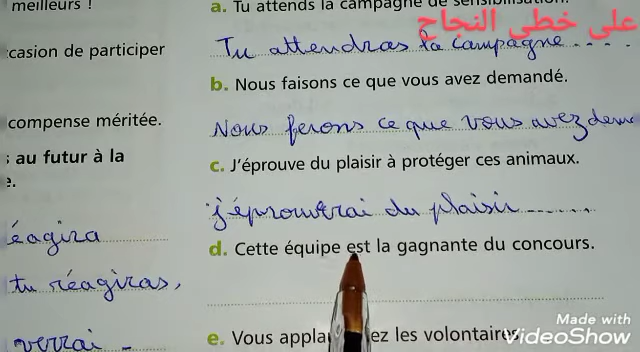 meilleurs !
casion de participer
compense méritée.
au futur à la
e.
éagira
tu réagiras,
verrai -
a. Tu attends la campagne de sensibilisation.
على خطى النجاح
Tu attendras la campagne....
b. Nous faisons ce que vous avez demandé.
Nous ferons ce que vous avez dem
c. J'éprouve du plaisir à protéger ces animaux.
j'éprouverai du plaisir ......
d. Cette équipe est la gagnante du concours.
e. Vous appla ez les volontaires.
Made with
VideoShow